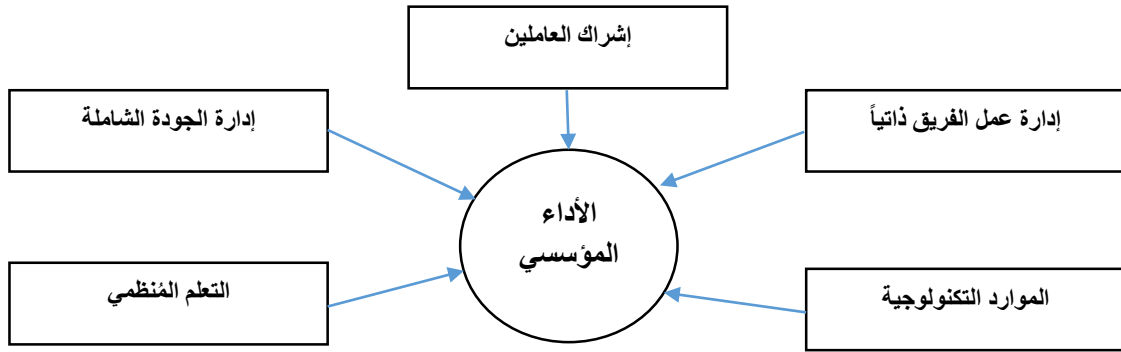 إشراك العاملين
إدارة عمل الفريق ذاتياً
إدارة الجودة الشاملة
الأداء
المؤسسي
الموارد التكنولوجية
التعلم المُنظمي